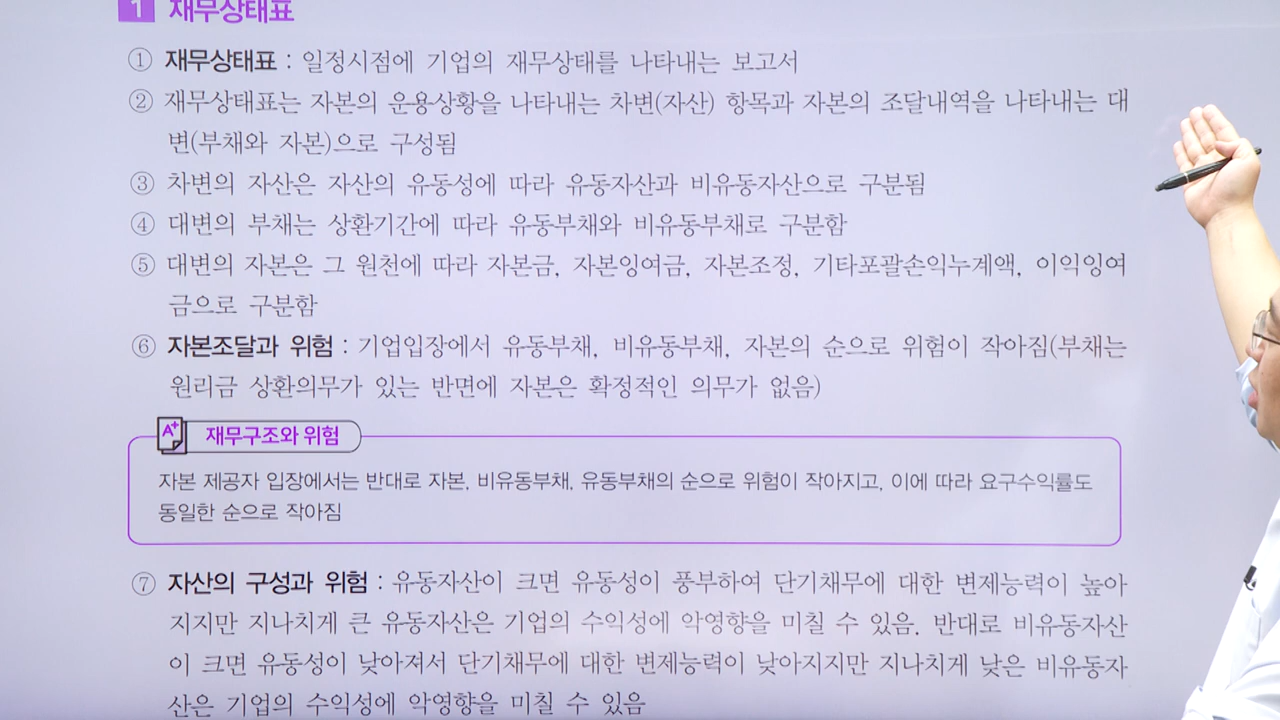 1 재무상태표
① 재무상태표 : 일정시점에 기업의 재무상태를 나타내는 보고서
② 재무상태표는 자본의 운용상황을 나타내는 차변(자산) 항목과 자본의 조달내역을 나타내는 대
변(부채와 자본)으로 구성됨
③ 차변의 자산은 자산의 유동성에 따라 유동자산과 비유동자산으로 구분됨
④ 대변의 부채는 상환기간에 따라 유동부채와 비유동부채로 구분함
⑤ 대변의 자본은 그 원천에 따라 자본금, 자본잉여금, 자본조정, 기타포괄손익누계액, 이익잉여
금으로 구분함
⑥ 자본조달과 위험 : 기업입장에서 유동부채, 비유동부채, 자본의 순으로 위험이 작아짐(부채는
원리금 상환의무가 있는 반면에 자본은 확정적인 의무가 없음)
A+ 재무구조와 위험
자본 제공자 입장에서는 반대로 자본, 비유동부채, 유동부채의 순으로 위험이 작아지고, 이에 따라 요구수익률도
동일한 순으로 작아짐
⑦ 자산의 구성과 위험 : 유동자산이 크면 유동성이 풍부하여 단기채무에 대한 변제능력이 높아
지지만 지나치게 큰 유동자산은 기업의 수익성에 악영향을 미칠 수 있음. 반대로 비유동자산
이 크면 유동성이 낮아져서 단기채무에 대한 변제능력이 낮아지지만 지나치게 낮은 비유동자
산은 기업의 수익성에 악영향을 미칠 수 있음